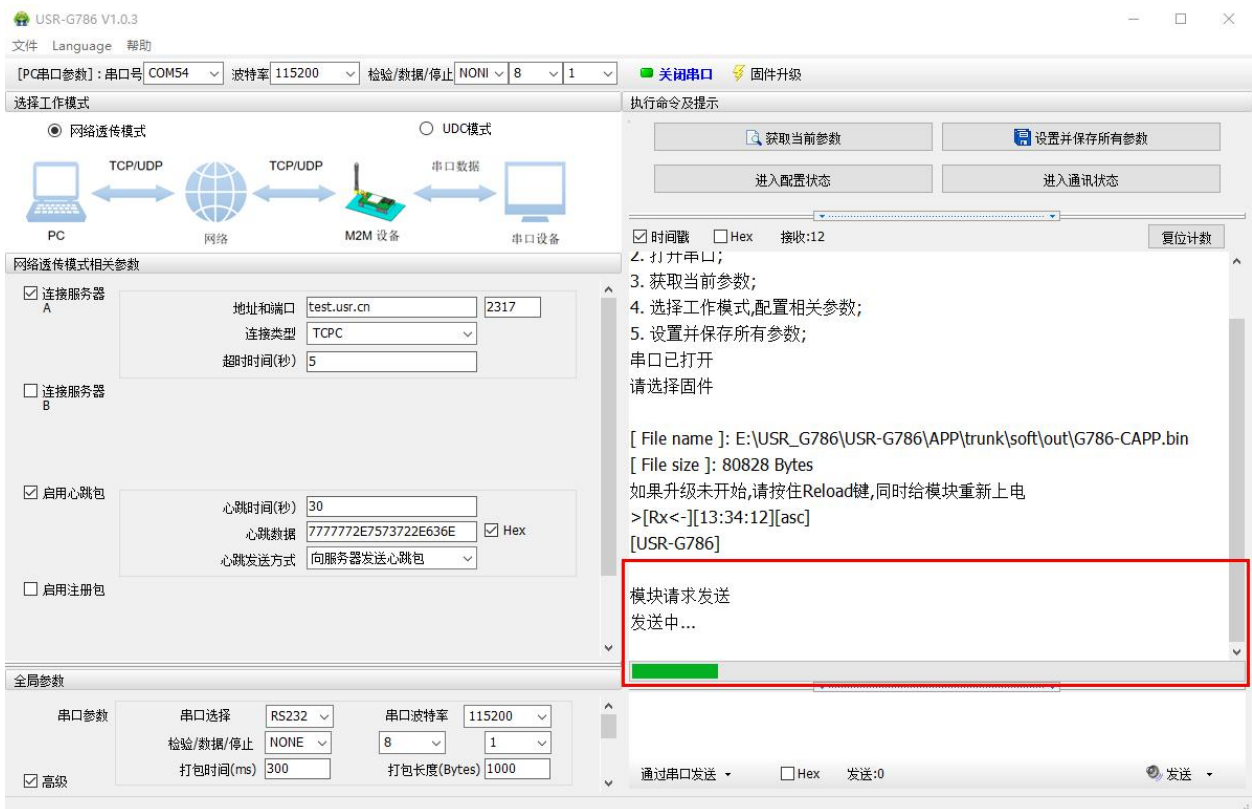 USR-G786 V1.0.3
文件 Language 帮助
[PC串口参数]:串口号 COM54 波特率 115200 检验/数据/停止 NONI 8 1 关闭串口 固件升级
选择工作模式
网络透传模式 UDC模式
TCP/UDP TCP/UDP 串口数据
PC 网络 M2M 设备 串口设备
网络透传模式相关参数
连接服务器
A
地址和端口 test.usr.cn 2317
连接类型 TCPC
超时时间(秒) 5
连接服务器
B
启用心跳包
心跳时间(秒) 30
心跳数据 7777772E7573722E636E Hex
心跳发送方式 向服务器发送心跳包
启用注册包
全局参数
串口参数 串口选择 RS232 串口波特率 115200
检验/数据/停止 NONE 8 1
打包时间(ms) 300 打包长度(Bytes) 1000
高级
执行命令及提示
获取当前参数 设置并保存所有参数
进入配置状态 进入通讯状态
时间戳 Hex 接收:12 复位计数
2. 打开串口;
3. 获取当前参数;
4. 选择工作模式,配置相关参数;
5. 设置并保存所有参数;
串口已打开
请选择固件
[ File name ]: E:\USR_G786\USR-G786\APP\trunk\soft\out\G786-CAPP.bin
[ File size ]: 80828 Bytes
如果升级未开始,请按住Reload键,同时给模块重新上电
>[Rx<-][13:34:12][asc]
[USR-G786]
模块请求发送
发送中...
通过串口发送 Hex 发送:0 发送